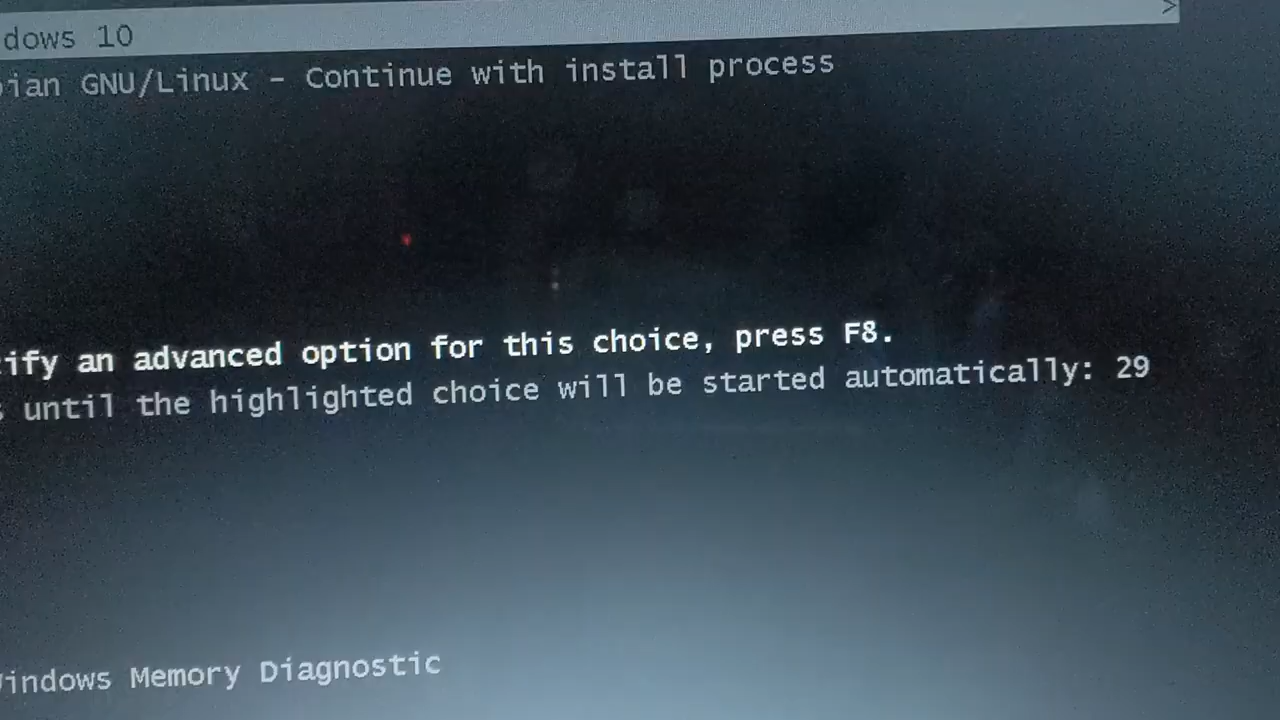 dows 10 >
ian GNU/Linux - Continue with install process
ify an advanced option for this choice, press F8.
until the highlighted choice will be started automatically: 29
Windows Memory Diagnostic